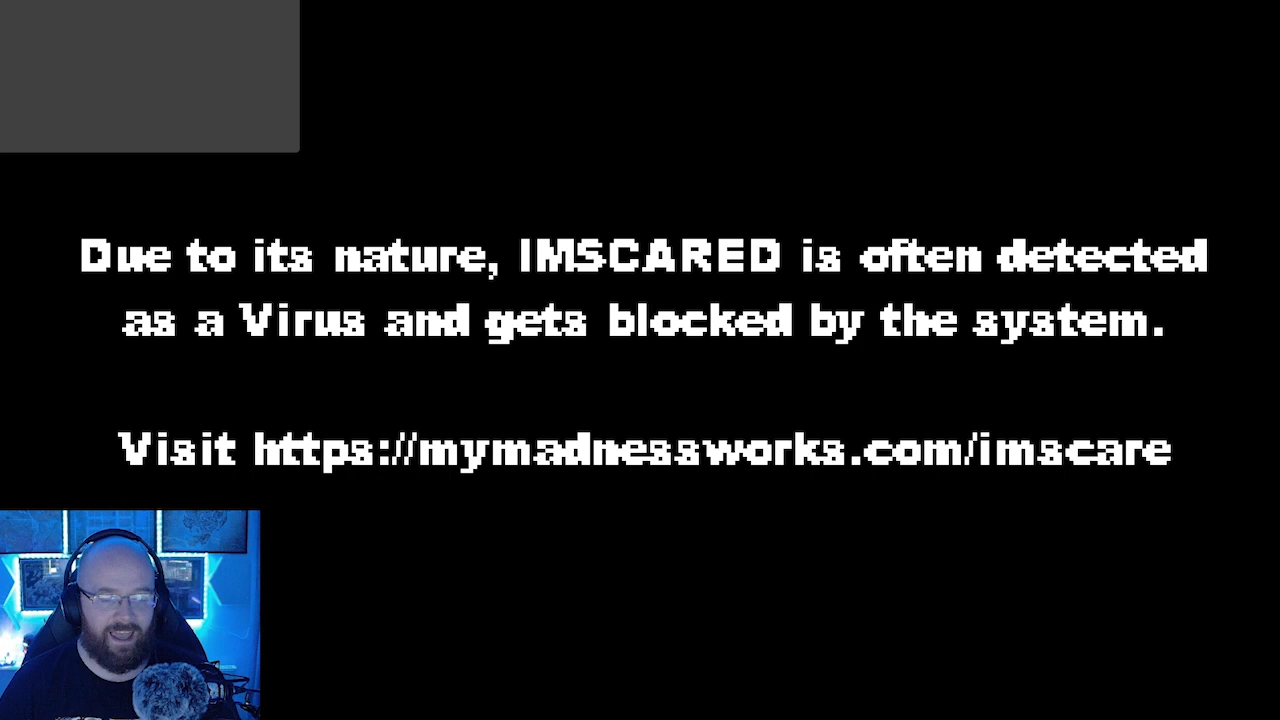 Due to its nature, IMSCARED is often detected
as a Virus and gets blocked by the system.
Visit https://mymadnessworks.com/imscare